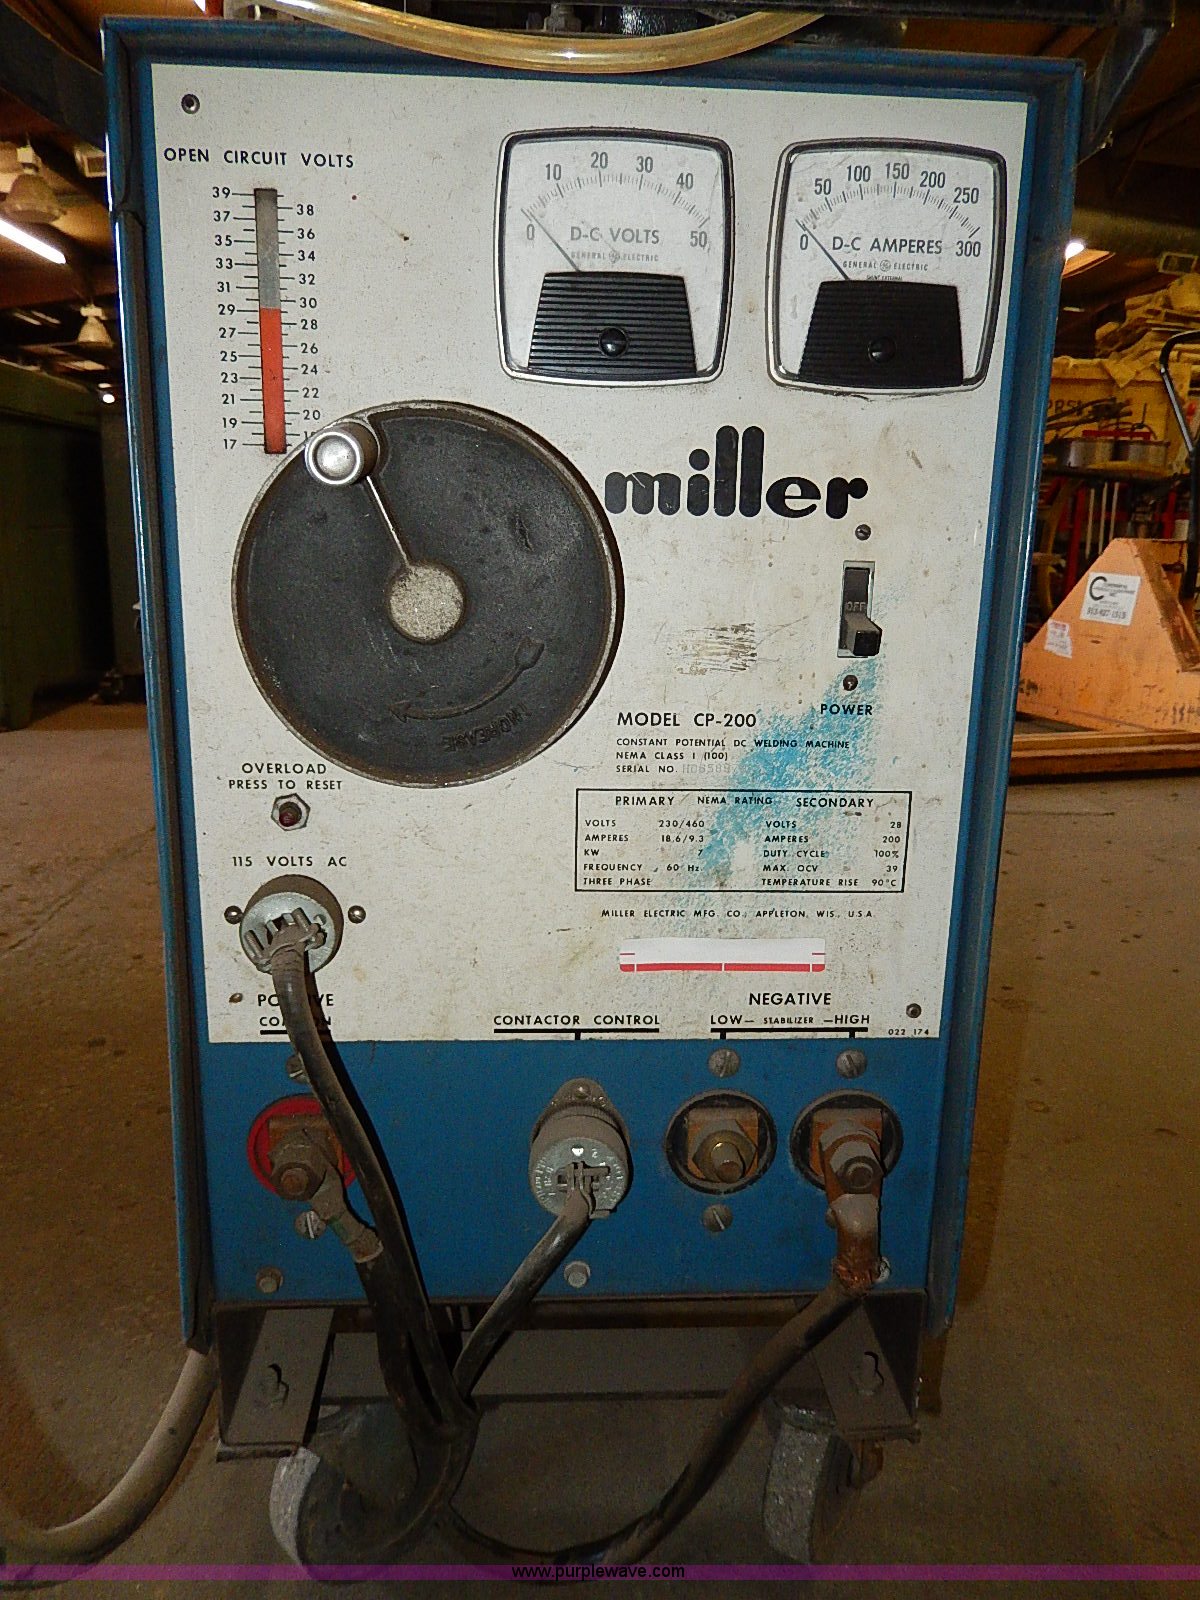 OPEN CIRCUIT VOLTS
39
38
37
36
35
34
33
32
31
30
29
28
27
26
25
24
23
22
21
20
19
17
0 10 20 30 40 50
D-C VOLTS
GENERAL GE ELECTRIC
0 50 100 150 200 250 300
D-C AMPERES
GENERAL GE ELECTRIC
SHUNT EXTERNAL
miller
OFF
POWER
INCREASE
MODEL CP-200
CONSTANT POTENTIAL DC WELDING MACHINE
NEMA CLASS I (100)
SERIAL NO.
OVERLOAD
PRESS TO RESET
PRIMARY NEMA RATING SECONDARY
VOLTS 230/460 VOLTS 28
AMPERES 18.6/9.3 AMPERES 200
KW 7 DUTY CYCLE 100%
FREQUENCY 60 Hz MAX. OCV 39
THREE PHASE TEMPERATURE RISE 90°C
115 VOLTS AC
MILLER ELECTRIC MFG. CO., APPLETON, WIS., U.S.A.
POSITIVE
COMMON
CONTACTOR CONTROL
NEGATIVE
LOW— STABILIZER —HIGH
022 174
www.purplewave.com